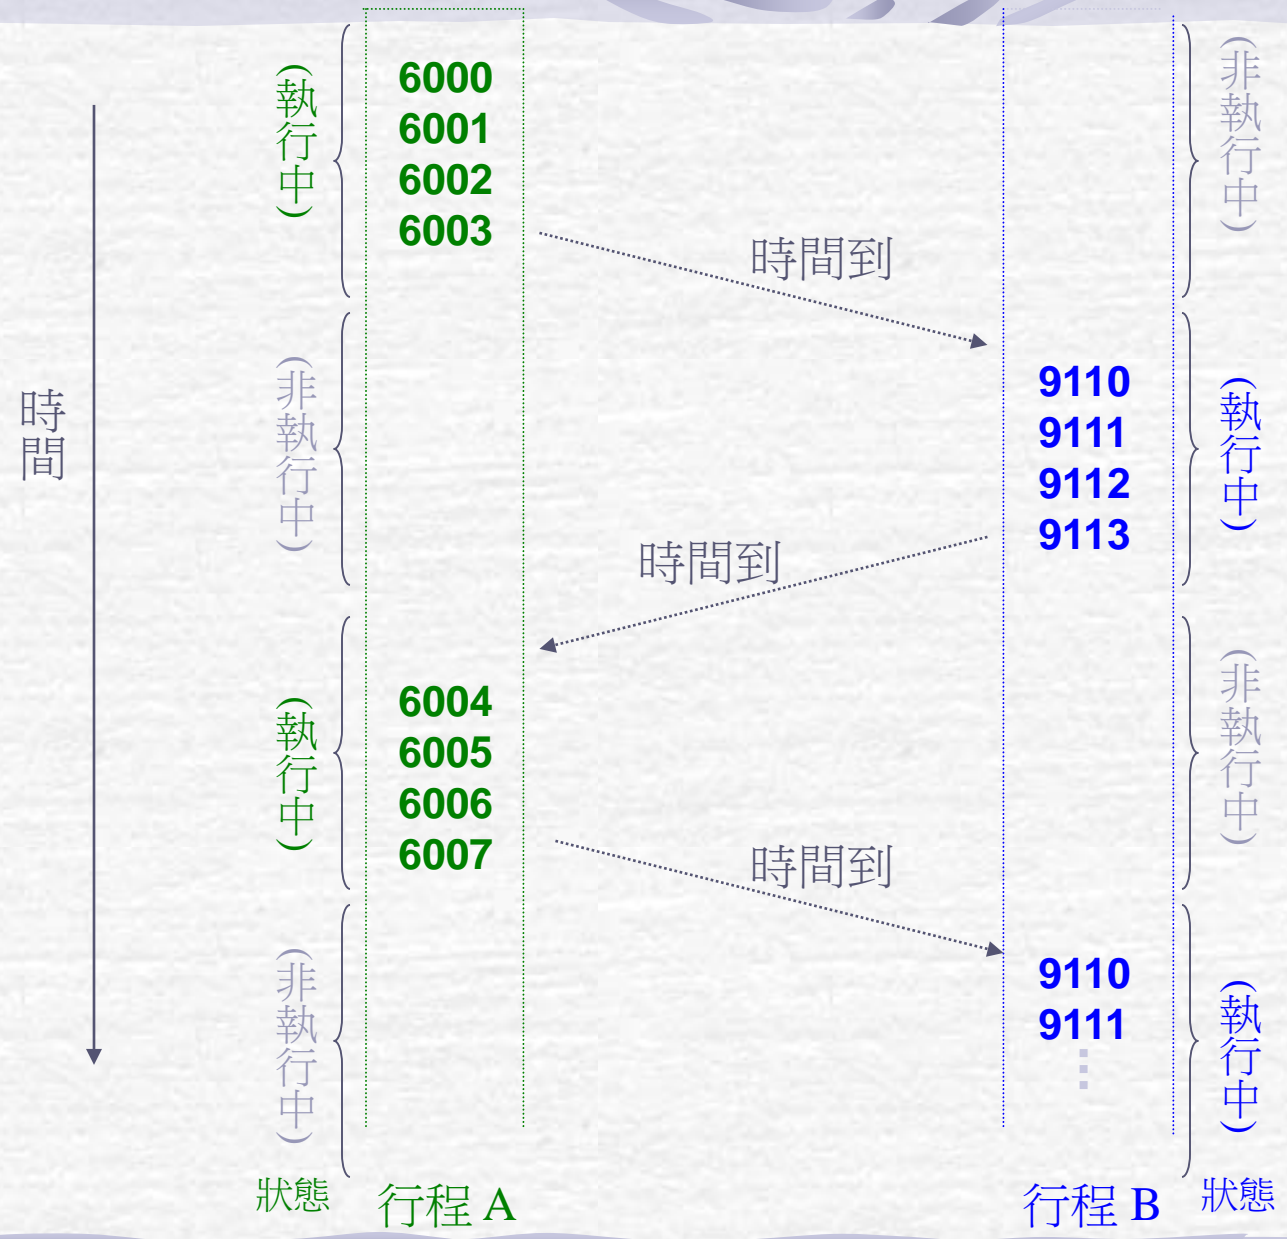 時間
(執行中)
6000
6001
6002
6003
(非執行中)
時間到
(非執行中)
9110
9111
9112
9113
(執行中)
時間到
(執行中)
6004
6005
6006
6007
(非執行中)
時間到
(非執行中)
9110
9111
⋮
(執行中)
狀態
行程 A
行程 B
狀態